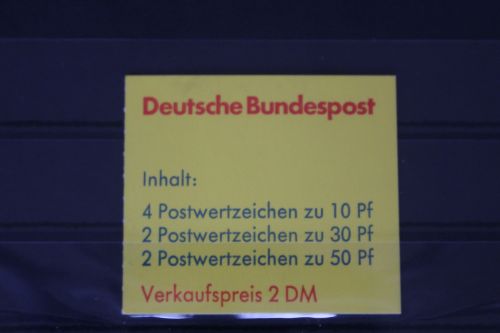 Deutsche Bundespost
Inhalt:
4 Postwertzeichen zu 10 Pf
2 Postwertzeichen zu 30 Pf
2 Postwertzeichen zu 50 Pf
Verkaufspreis 2 DM